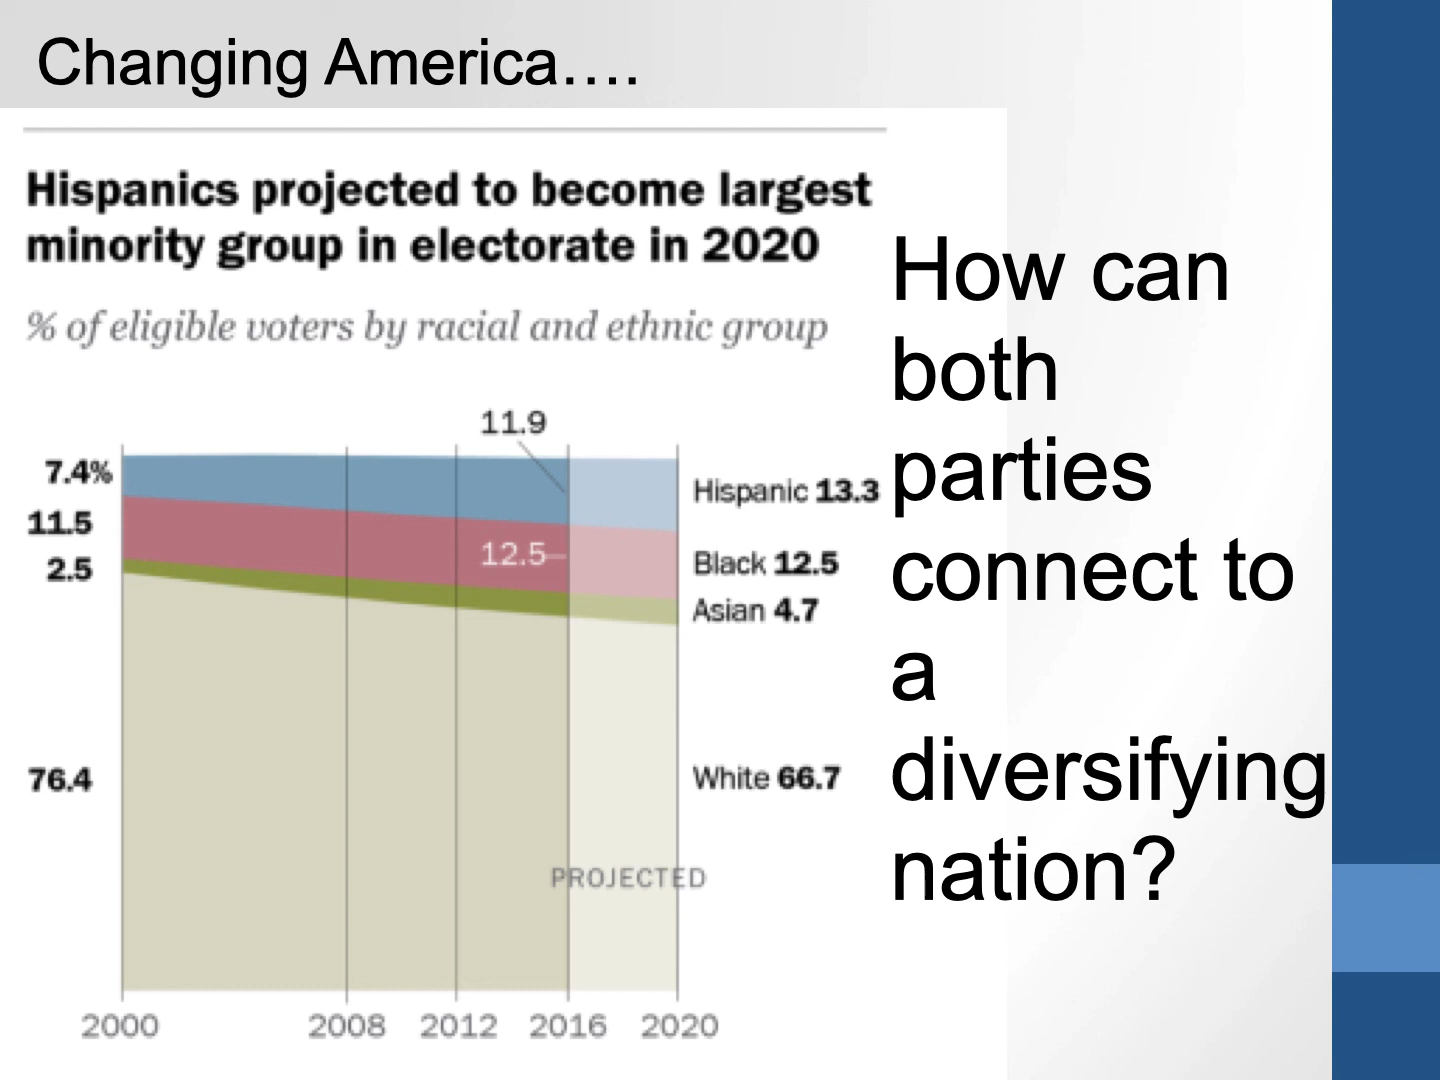 Changing America….
Hispanics projected to become largest
minority group in electorate in 2020
% of eligible voters by racial and ethnic group
11.9
7.4%
11.5
2.5
76.4
12.5
Hispanic 13.3
Black 12.5
Asian 4.7
White 66.7
PROJECTED
2000 2008 2012 2016 2020
How can
both
parties
connect to
a
diversifying
nation?